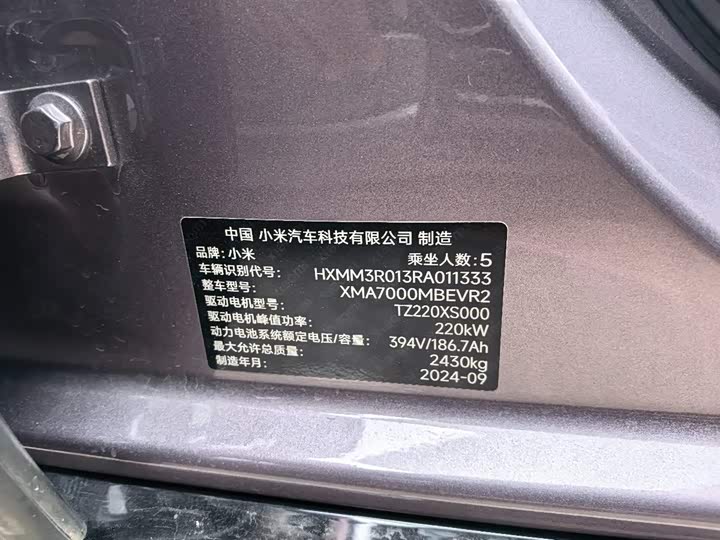 中国 小米汽车科技有限公司 制造
品牌: 小米 乘坐人数: 5
车辆识别代号: HXMM3R013RA011333
整车型号: XMA7000MBEVR2
驱动电机型号: TZ220XS000
驱动电机峰值功率: 220kW
动力电池系统额定电压/容量: 394V/186.7Ah
最大允许总质量: 2430kg
制造年月: 2024-09